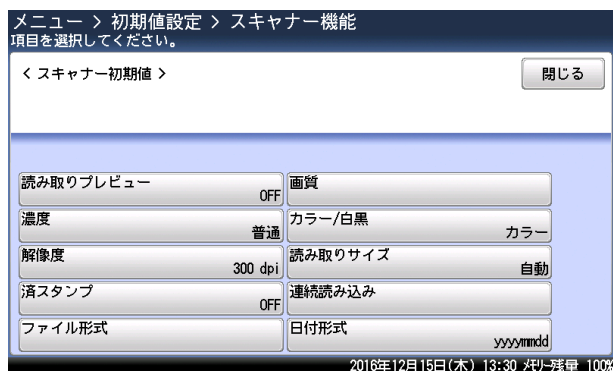 メニュー > 初期値設定 > スキャナー機能
項目を選択してください。
< スキャナー初期値 >
閉じる
読み取りプレビュー
OFF
画質
濃度
普通
カラー/白黒
カラー
解像度
300 dpi
読み取りサイズ
自動
済スタンプ
OFF
連続読み込み
ファイル形式
日付形式
yyyymmdd
2016年12月15日(木) 13:30 メモリー残量 100%